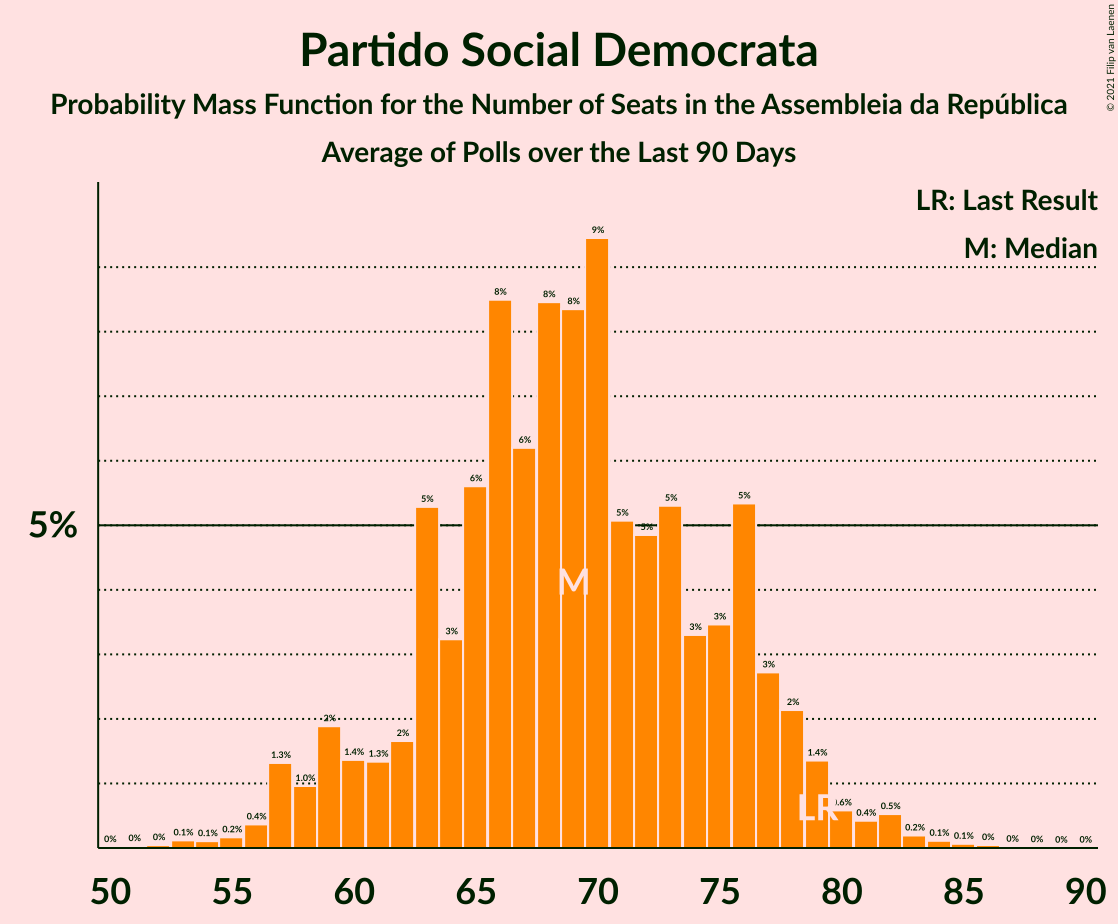 Partido Social Democrata
Probability Mass Function for the Number of Seats in the Assembleia da República
Average of Polls over the Last 90 Days
© 2021 Filip van Laenen
LR: Last Result
M: Median
5%
0% 0% 0% 0.1% 0.1% 0.2% 0.4% 1.3% 1.0% 2% 1.4% 1.3% 2% 5% 3% 6% 8% 6% 8% 8% 9% 5% 5% 5% 3% 3% 5% 3% 2% 1.4% 0.6% 0.4% 0.5% 0.2% 0.1% 0.1% 0% 0% 0% 0% 0%
M
LR
50 55 60 65 70 75 80 85 90